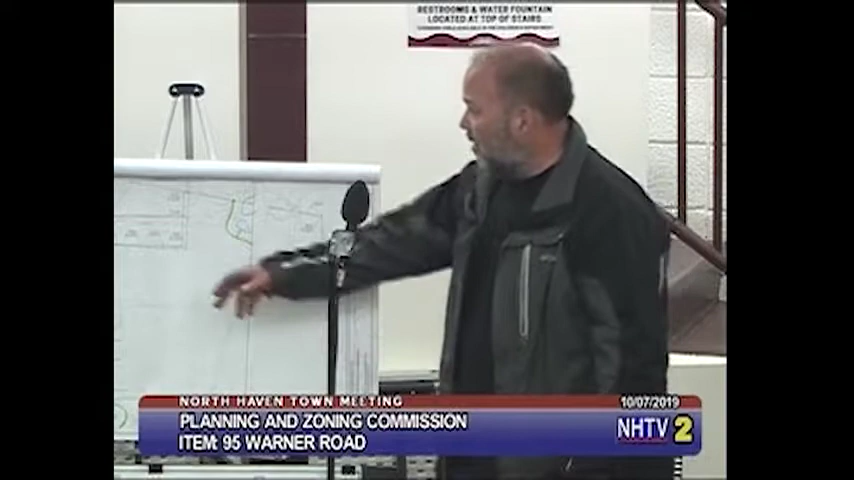 RESTROOMS & WATER FOUNTAIN
LOCATED AT TOP OF STAIRS
NORTH HAVEN TOWN MEETING
10/07/2019
PLANNING AND ZONING COMMISSION
ITEM: 95 WARNER ROAD
NHTV 2